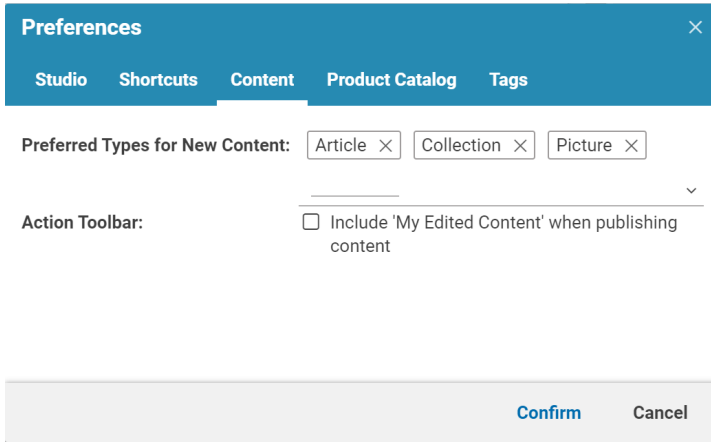 Preferences
Studio Shortcuts Content Product Catalog Tags
Preferred Types for New Content: Article Collection Picture
Action Toolbar: Include 'My Edited Content' when publishing
content
Confirm Cancel